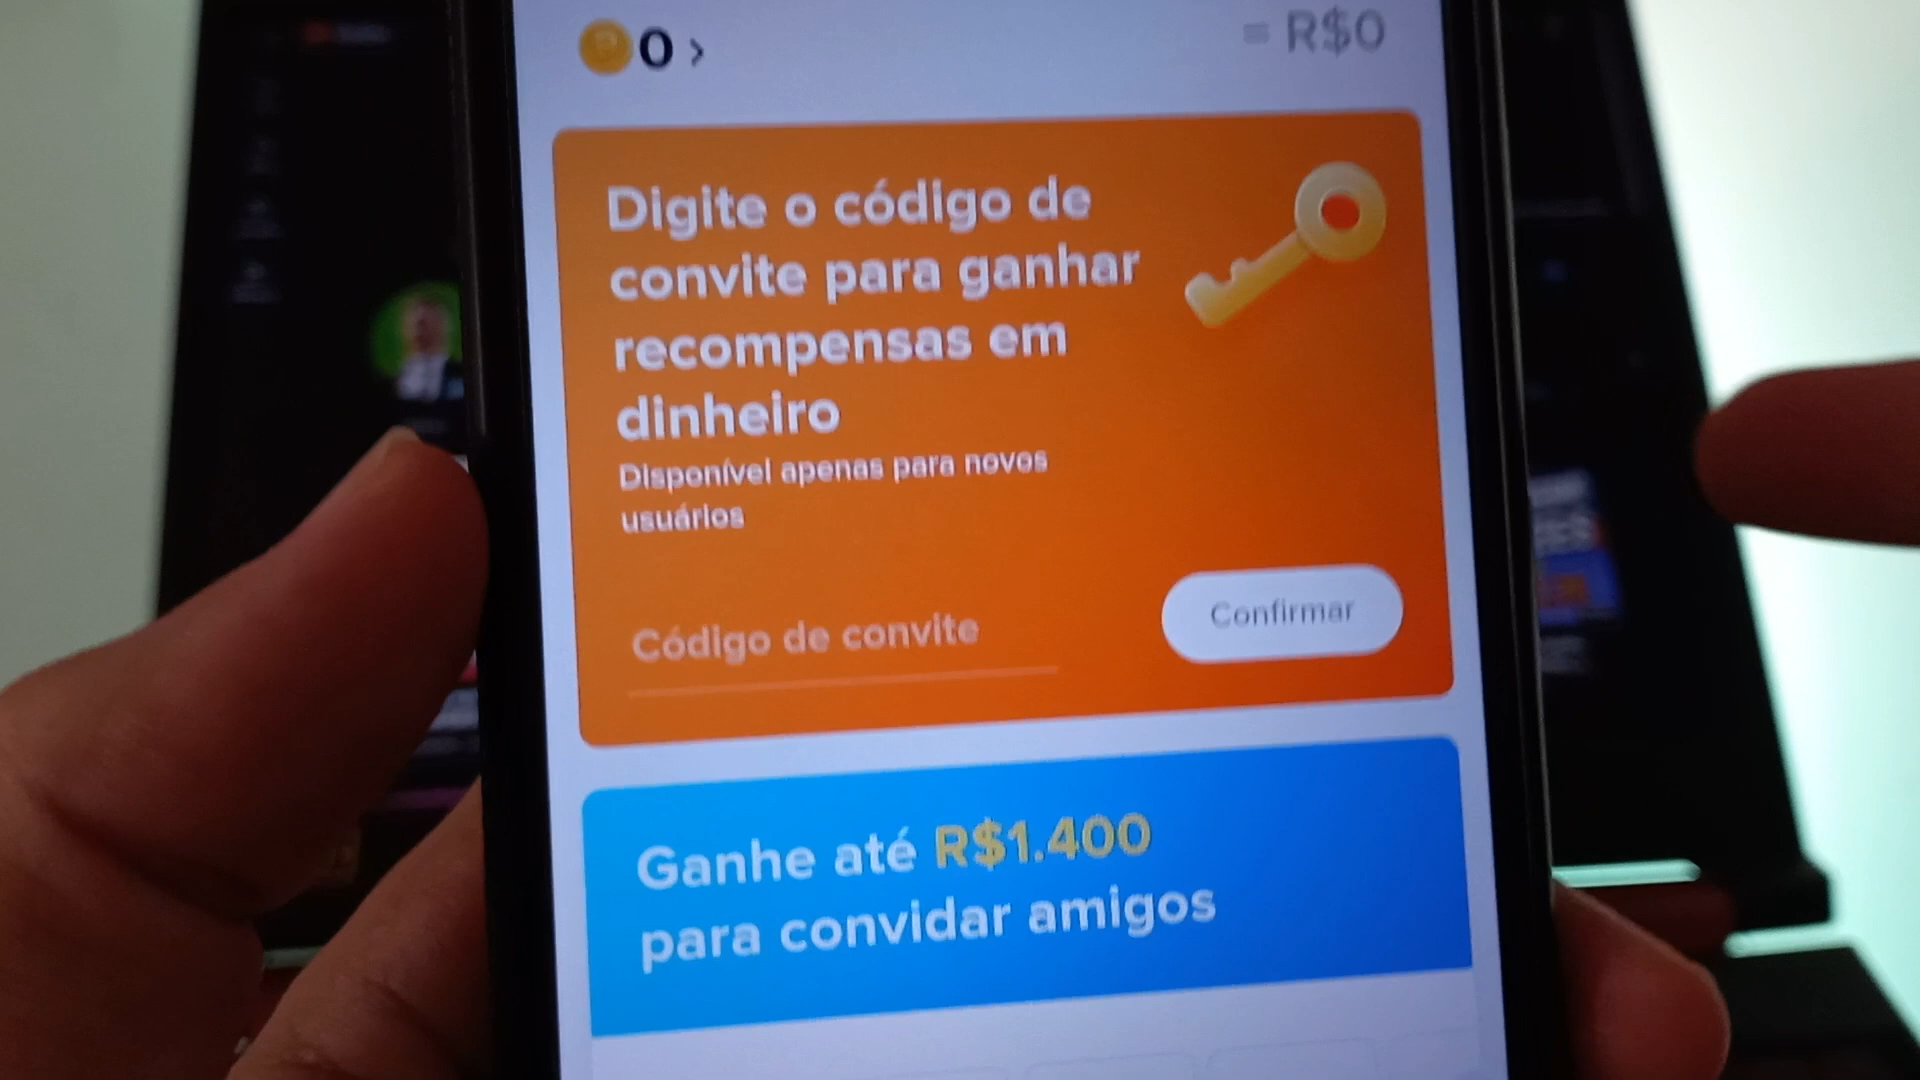 0 >
= R$0
Digite o código de
convite para ganhar
recompensas em
dinheiro
Disponível apenas para novos
usuários
Código de convite
Confirmar
Ganhe até R$1.400
para convidar amigos